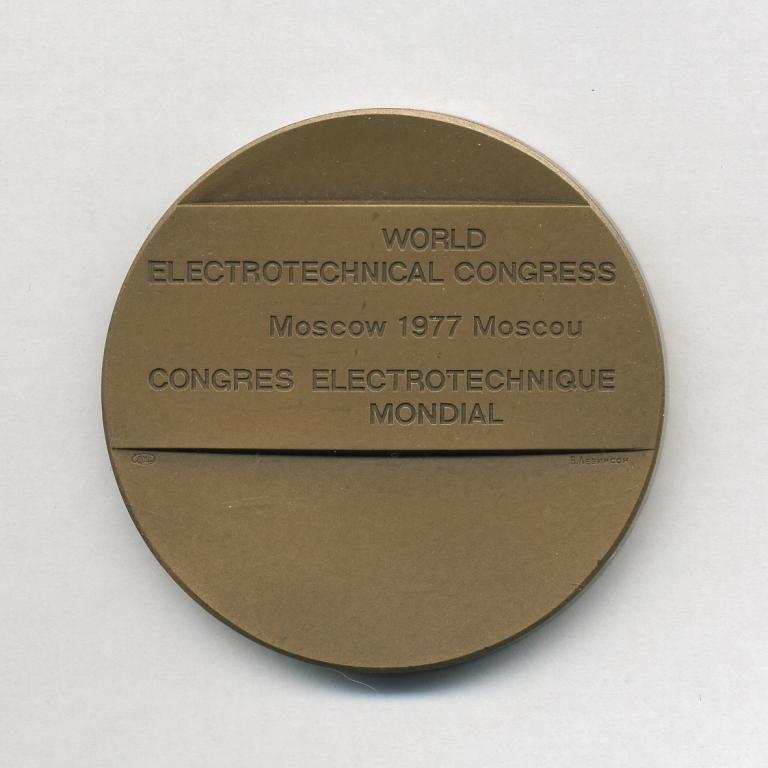 WORLD
ELECTROTECHNICAL CONGRESS
Moscow 1977 Moscou
CONGRES ELECTROTECHNIQUE
MONDIAL
В.Левинсон